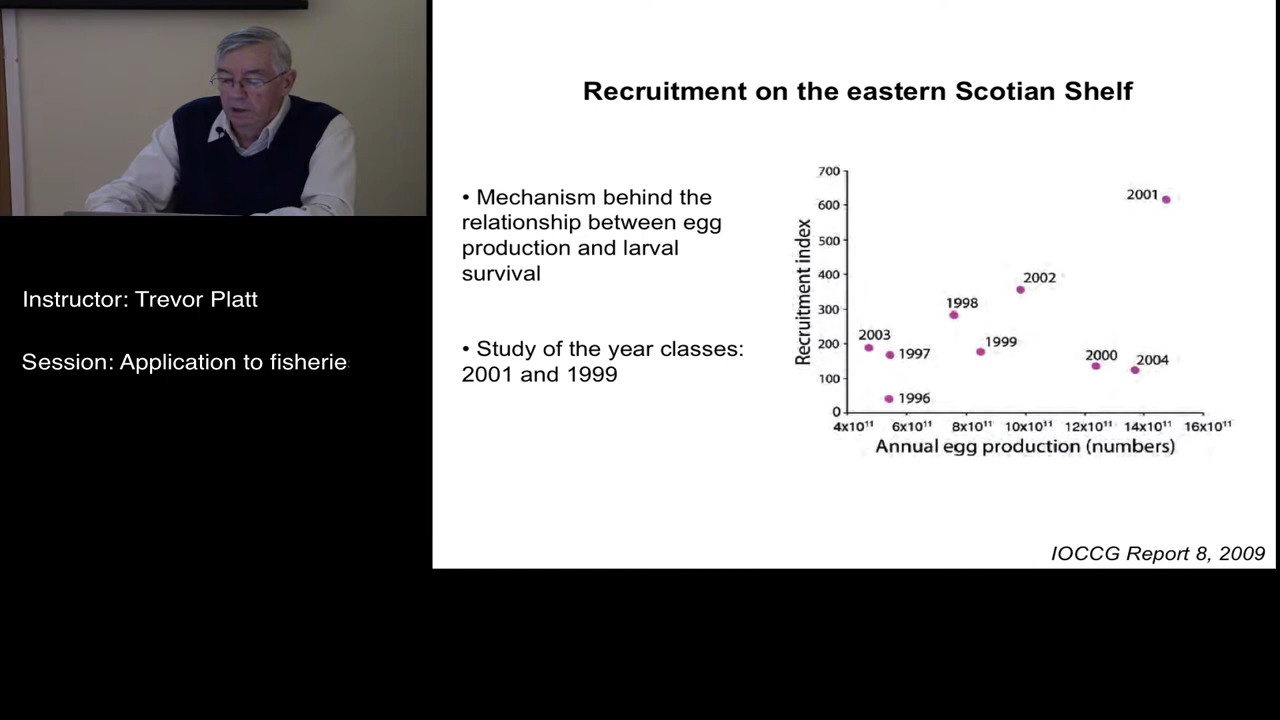 Recruitment on the eastern Scotian Shelf
• Mechanism behind the
relationship between egg
production and larval
survival
• Study of the year classes:
2001 and 1999
Instructor: Trevor Platt
Session: Application to fisherie
Recruitment index
700
600
500
400
300
200
100
0
2001
2002
1998
1999
2003
1997
1996
2000
2004
4x10¹¹ 6x10¹¹ 8x10¹¹ 10x10¹¹ 12x10¹¹ 14x10¹¹ 16x10¹¹
Annual egg production (numbers)
IOCCG Report 8, 2009